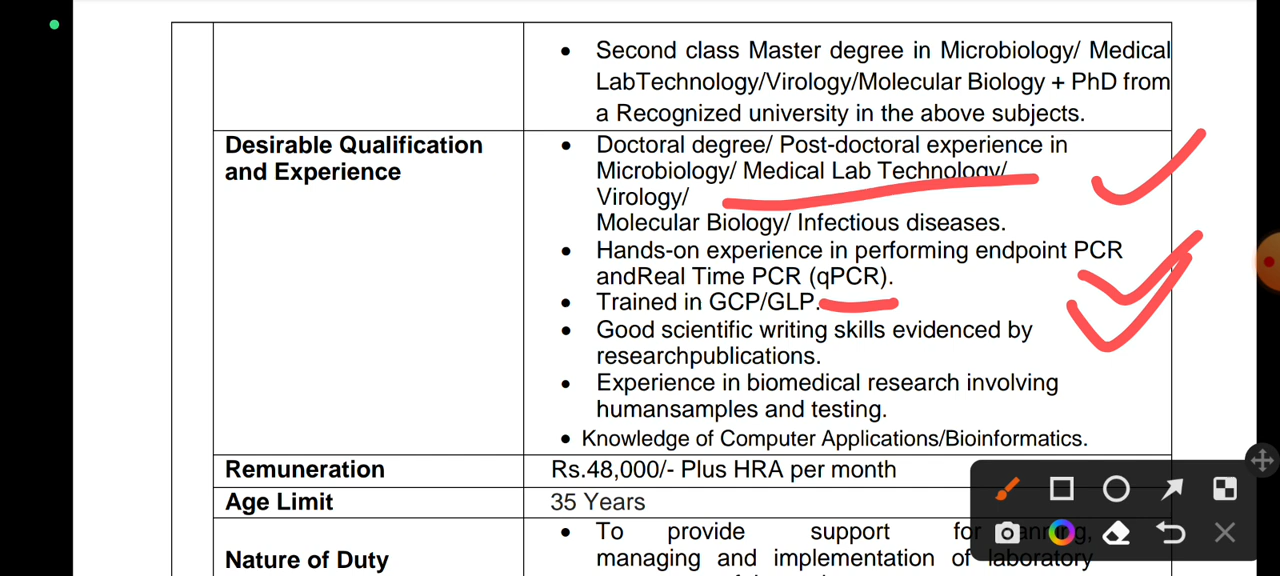 Second class Master degree in Microbiology/ Medical
LabTechnology/Virology/Molecular Biology + PhD from
a Recognized university in the above subjects.
Desirable Qualification
and Experience
Doctoral degree/ Post-doctoral experience in
Microbiology/ Medical Lab Technology/
Virology/
Molecular Biology/ Infectious diseases.
Hands-on experience in performing endpoint PCR
andReal Time PCR (qPCR).
Trained in GCP/GLP.
Good scientific writing skills evidenced by
researchpublications.
Experience in biomedical research involving
humansamples and testing.
Knowledge of Computer Applications/Bioinformatics.
Remuneration
Rs.48,000/- Plus HRA per month
Age Limit
35 Years
Nature of Duty
To provide support
managing and implementation of laboratory